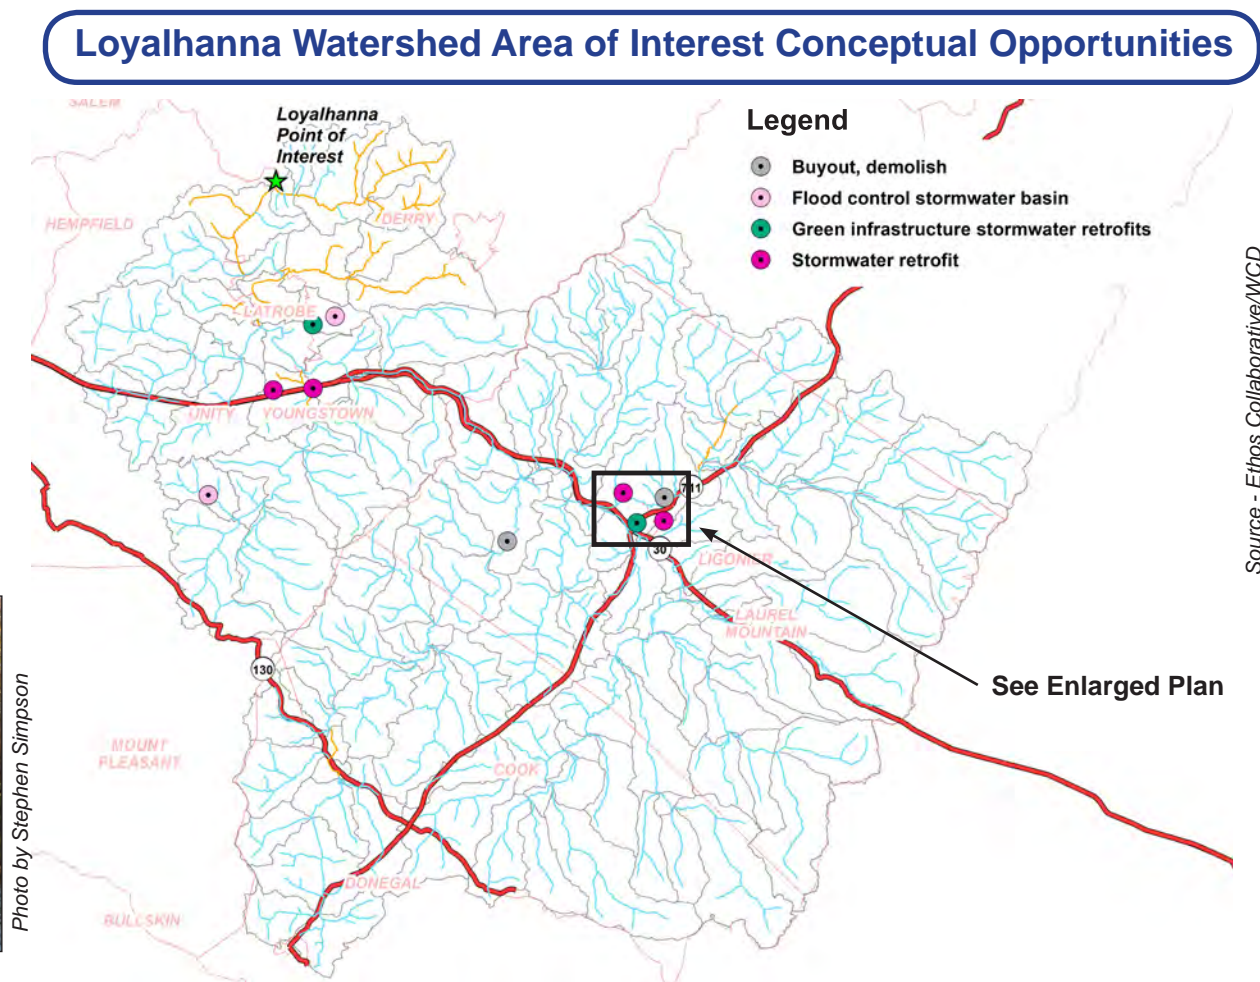 Loyalhanna Watershed Area of Interest Conceptual Opportunities
SALEM
Loyalhanna
Point of
Interest
Legend
Buyout, demolish
Flood control stormwater basin
Green infrastructure stormwater retrofits
Stormwater retrofit
HEMPFIELD
DERRY
LATROBE
UNITY
YOUNGSTOWN
711
30
LIGONIER
LAUREL
MOUNTAIN
130
See Enlarged Plan
MOUNT
PLEASANT
COOK
DONEGAL
BULLSKIN
Photo by Stephen Simpson
Source - Ethos Collaborative/WCD